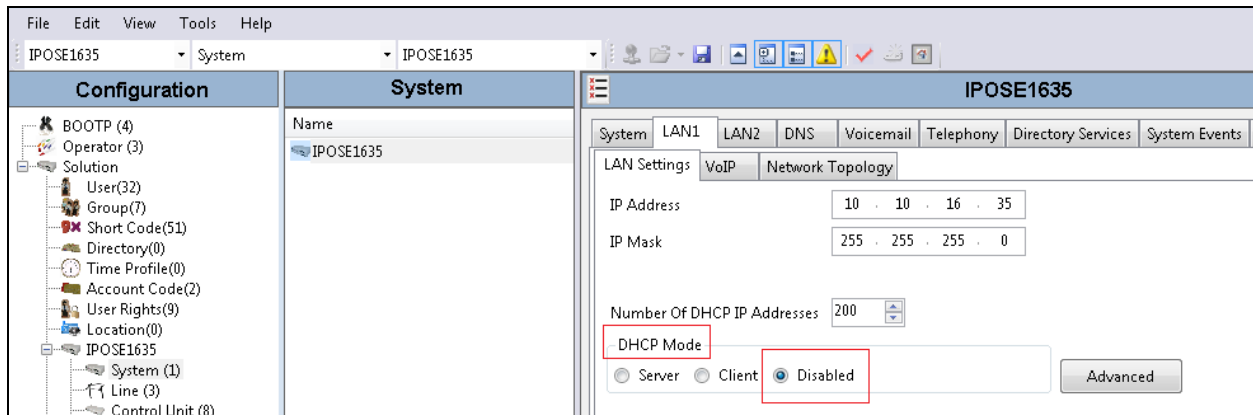 File Edit View Tools Help
IPOSE1635 System IPOSE1635
Configuration
BOOTP (4)
Operator (3)
Solution
User(32)
Group(7)
Short Code(51)
Directory(0)
Time Profile(0)
Account Code(2)
User Rights(9)
Location(0)
IPOSE1635
System (1)
Line (3)
Control Unit (8)
System
Name
IPOSE1635
IPOSE1635
System LAN1 LAN2 DNS Voicemail Telephony Directory Services System Events
LAN Settings VoIP Network Topology
IP Address 10 . 10 . 16 . 35
IP Mask 255 . 255 . 255 . 0
Number Of DHCP IP Addresses 200
DHCP Mode
Server Client Disabled Advanced